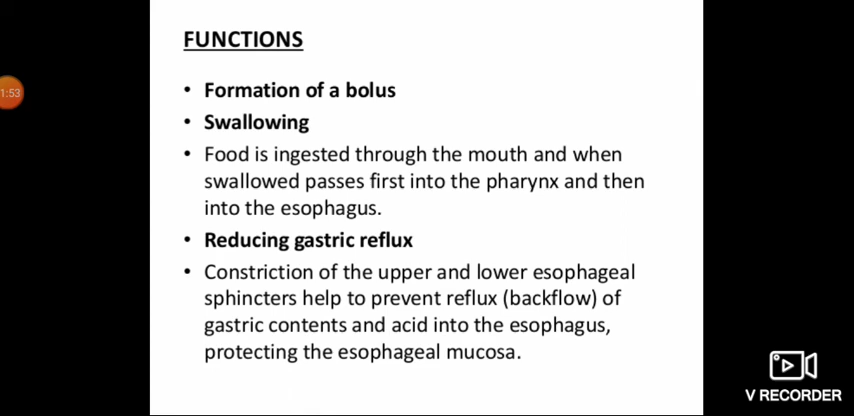 FUNCTIONS
• Formation of a bolus
• Swallowing
• Food is ingested through the mouth and when
swallowed passes first into the pharynx and then
into the esophagus.
• Reducing gastric reflux
• Constriction of the upper and lower esophageal
sphincters help to prevent reflux (backflow) of
gastric contents and acid into the esophagus,
protecting the esophageal mucosa.
1:53
V RECORDER